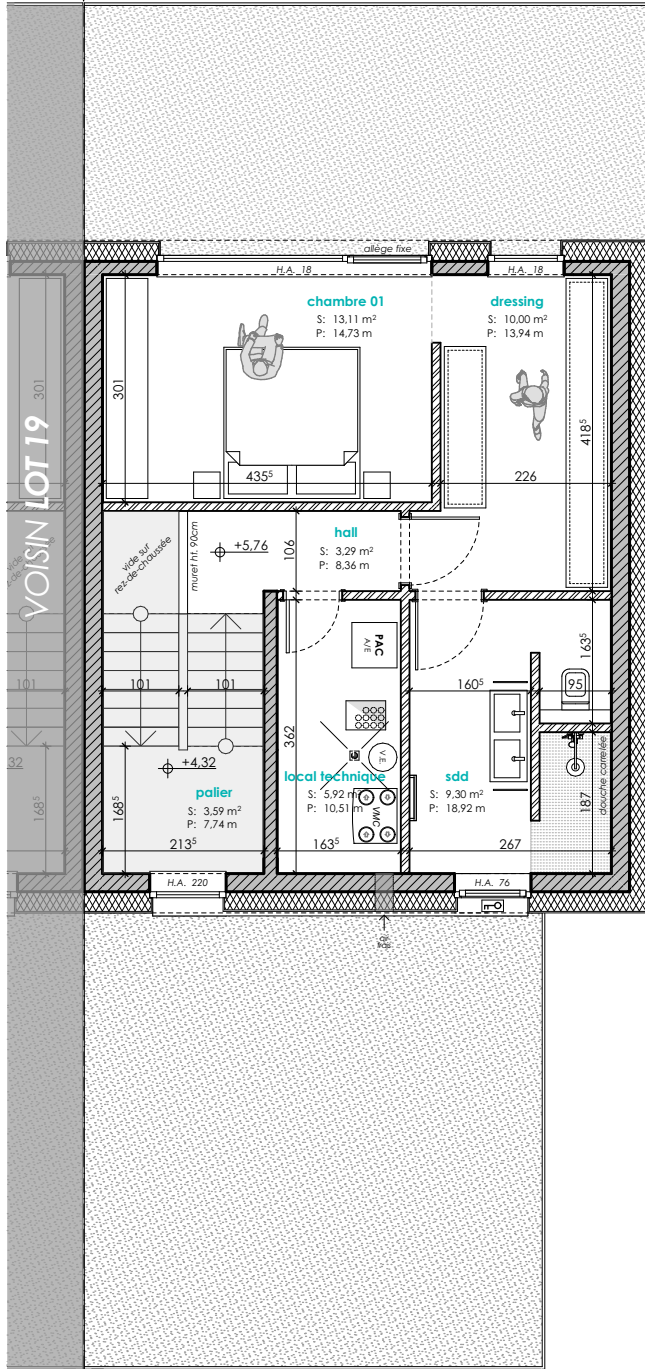 allège fixe
H.A. 18
H.A. 18
chambre 01
S: 13,11 m²
P: 14,73 m
dressing
S: 10,00 m²
P: 13,94 m
301
301
418⁵
435⁵
226
VOISIN LOT 19
vide sur
rez-de-chaussée
muret ht. 90cm
+5,76
106
hall
S: 3,29 m²
P: 8,36 m
PAC
A/E
163⁵
101
101
101
160⁵
95
362
V.E.
32
+4,32
palier
S: 3,59 m²
P: 7,74 m
local technique
S: 5,92 m²
P: 10,51 m
VMC
sdd
S: 9,30 m²
P: 18,92 m
douche carrelée
187
168⁵
168⁵
213⁵
163⁵
267
H.A. 220
H.A. 76